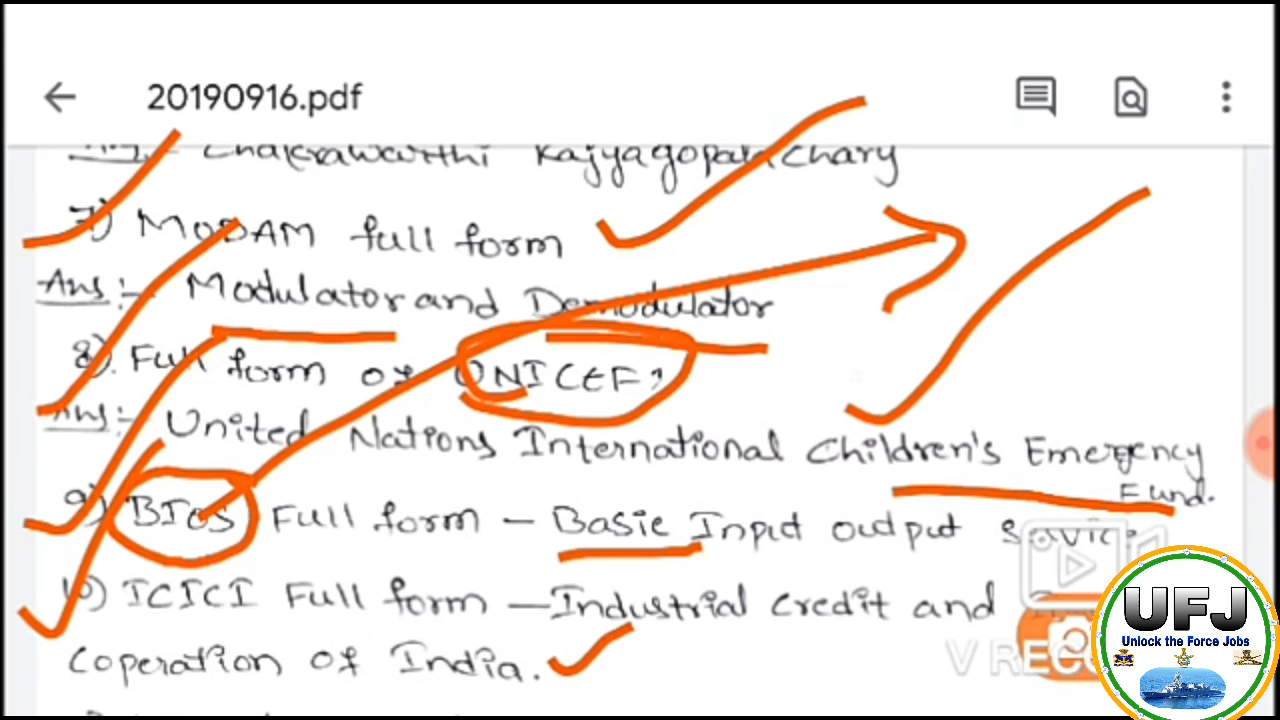 20190916.pdf
Chakrawarthi Rajyagopalachary
7) MODAM full form
Ans:- Modulator and Demodulator
8). Full form of UNICEF?
Ans:- United Nations International Children's Emergency
Fund.
9) BIOS Full form - Basic Input output
10) ICICI Full form - Industrial Credit and
Coperation of India.
V RECO
UFJ
Unlock the Force Jobs